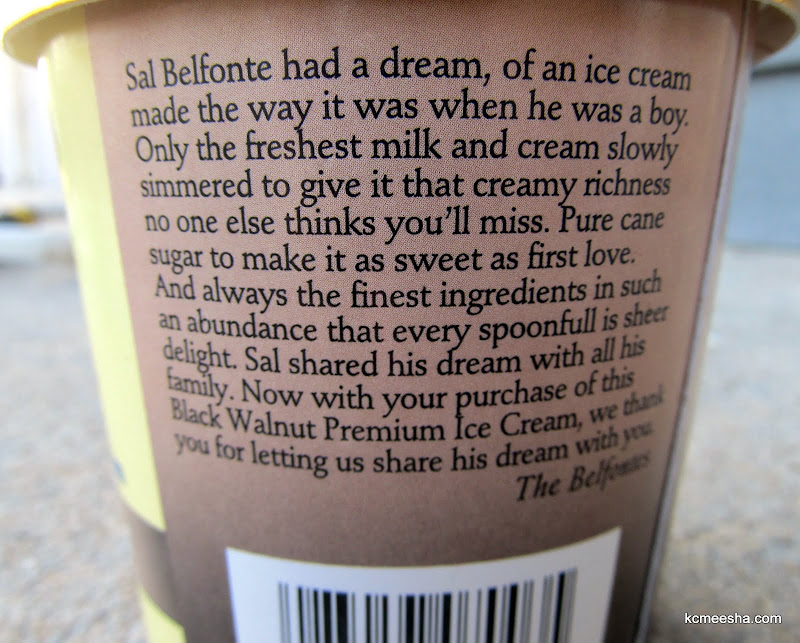 Sal Belfonte had a dream, of an ice cream
made the way it was when he was a boy.
Only the freshest milk and cream slowly
simmered to give it that creamy richness
no one else thinks you'll miss. Pure cane
sugar to make it as sweet as first love.
And always the finest ingredients in such
an abundance that every spoonfull is sheer
delight. Sal shared his dream with all his
family. Now with your purchase of this
Black Walnut Premium Ice Cream, we thank
you for letting us share his dream with you.
The Belfontes
kcmeesha.com